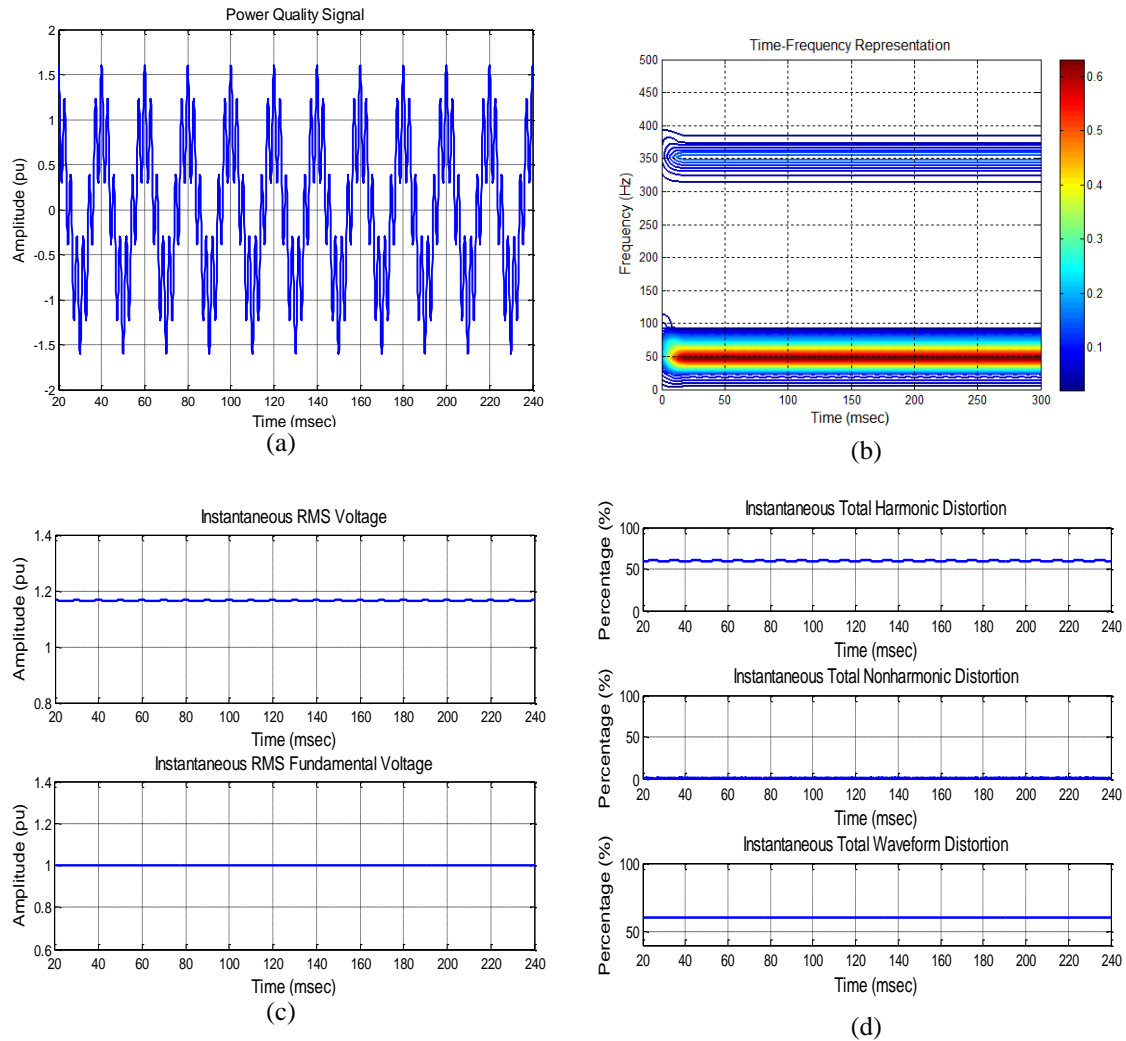 Power Quality Signal
2
1.5
1
0.5
0
-0.5
-1
-1.5
-2
Amplitude (pu)
20 40 60 80 100 120 140 160 180 200 220 240
Time (msec)
(a)
Time-Frequency Representation
500
450
400
350
300
250
200
150
100
50
0
Frequency (Hz)
0 50 100 150 200 250 300
Time (msec)
0.6
0.5
0.4
0.3
0.2
0.1
(b)
Instantaneous RMS Voltage
1.4
1.2
1
0.8
Amplitude (pu)
20 40 60 80 100 120 140 160 180 200 220 240
Time (msec)
Instantaneous RMS Fundamental Voltage
1.4
1.2
1
0.8
0.6
Amplitude (pu)
20 40 60 80 100 120 140 160 180 200 220 240
Time (msec)
(c)
Instantaneous Total Harmonic Distortion
100
50
0
Percentage (%)
20 40 60 80 100 120 140 160 180 200 220 240
Time (msec)
Instantaneous Total Nonharmonic Distortion
100
50
0
Percentage (%)
20 40 60 80 100 120 140 160 180 200 220 240
Time (msec)
Instantaneous Total Waveform Distortion
100
50
Percentage (%)
20 40 60 80 100 120 140 160 180 200 220 240
Time (msec)
(d)